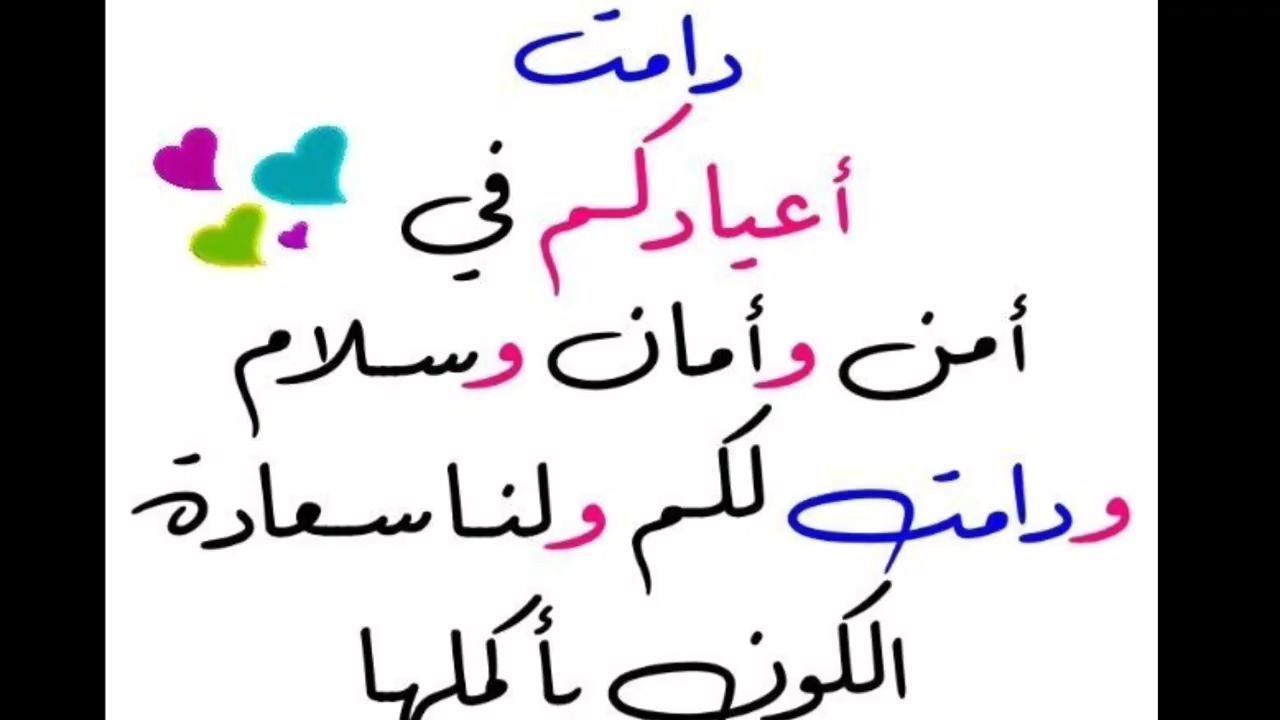 دامت
أعيادكم في
أمن وأمان وسلام
ودامت لكم ولنا سعادة
الكون بأكملها